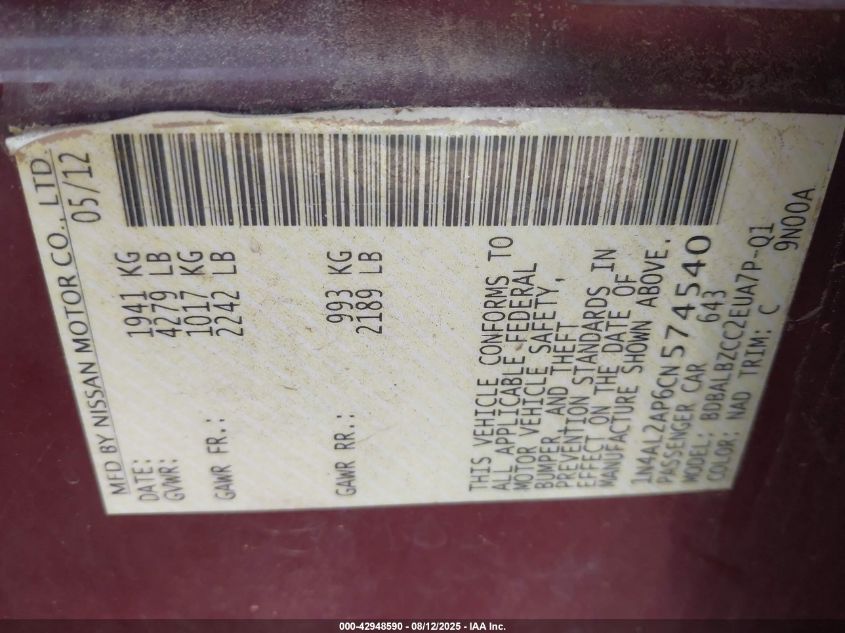 MFD BY NISSAN MOTOR CO., LTD.
DATE: 05/12
GVWR: 1941 KG
4279 LB
GAWR FR.: 1017 KG
2242 LB
GAWR RR.: 993 KG
2189 LB
THIS VEHICLE CONFORMS TO
ALL APPLICABLE FEDERAL
MOTOR VEHICLE SAFETY,
BUMPER, AND THEFT
PREVENTION STANDARDS IN
EFFECT ON THE DATE OF
MANUFACTURE SHOWN ABOVE.
1N4AL2AP6CN574540
PASSENGER CAR 643
MODEL: BDBALBZCC2EUA7P-Q1
COLOR: NAD TRIM: C 9N00A
000-42948590 - 08/12/2025 - IAA Inc.